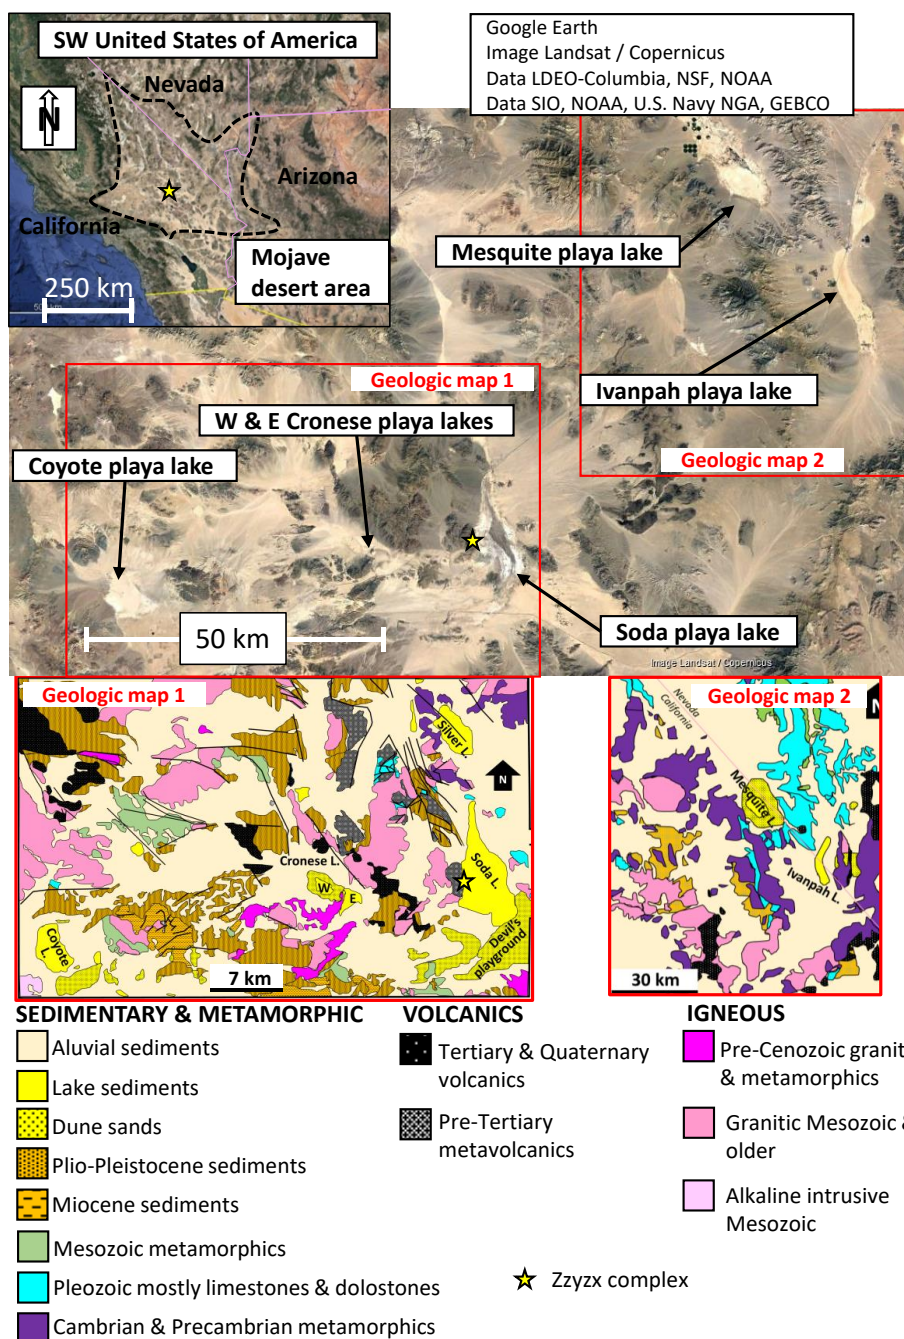 SW United States of America
Nevada
N
Arizona
California
Mojave
desert area
250 km
Google Earth
Image Landsat / Copernicus
Data LDEO-Columbia, NSF, NOAA
Data SIO, NOAA, U.S. Navy NGA, GEBCO
Mesquite playa lake
Ivanpah playa lake
Geologic map 1
W & E Cronese playa lakes
Coyote playa lake
Geologic map 2
50 km
Soda playa lake
Image Landsat / Copernicus
Geologic map 1
Silver L.
N
Cronese L.
W
E
Soda L.
Coyote
L.
Devil's
playground
7 km
Geologic map 2
N
Nevada
California
Mesquite L.
Ivanpah L.
30 km
SEDIMENTARY & METAMORPHIC
Aluvial sediments
Lake sediments
Dune sands
Plio-Pleistocene sediments
Miocene sediments
Mesozoic metamorphics
Pleozoic mostly limestones & dolostones
Cambrian & Precambrian metamorphics
VOLCANICS
Tertiary & Quaternary
volcanics
Pre-Tertiary
metavolcanics
IGNEOUS
Pre-Cenozoic granit
& metamorphics
Granitic Mesozoic &
older
Alkaline intrusive
Mesozoic
Zzyzx complex